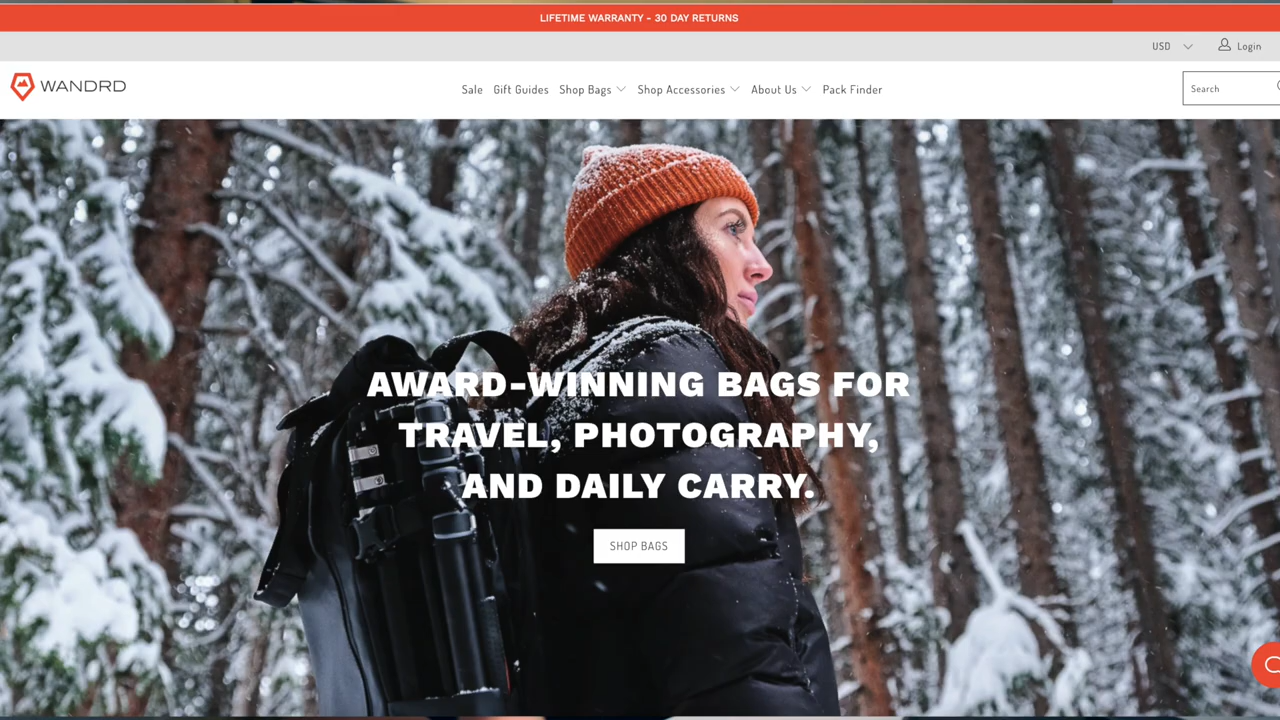 LIFETIME WARRANTY - 30 DAY RETURNS
USD
Login
WANDRD
Sale
Gift Guides
Shop Bags
Shop Accessories
About Us
Pack Finder
Search
AWARD-WINNING BAGS FOR
TRAVEL, PHOTOGRAPHY,
AND DAILY CARRY.
SHOP BAGS